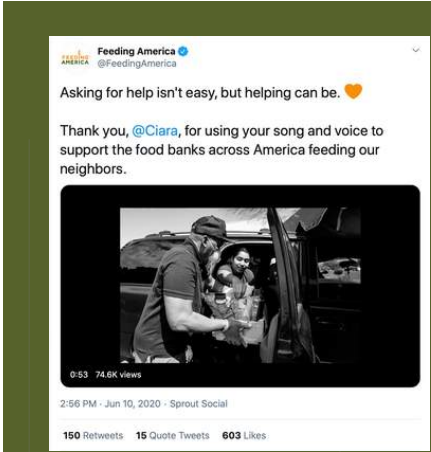 FEEDING
AMERICA
Feeding America
@FeedingAmerica
Asking for help isn't easy, but helping can be. 🧡
Thank you, @Ciara, for using your song and voice to
support the food banks across America feeding our
neighbors.
0:53 74.6K views
2:56 PM · Jun 10, 2020 · Sprout Social
150 Retweets 15 Quote Tweets 603 Likes